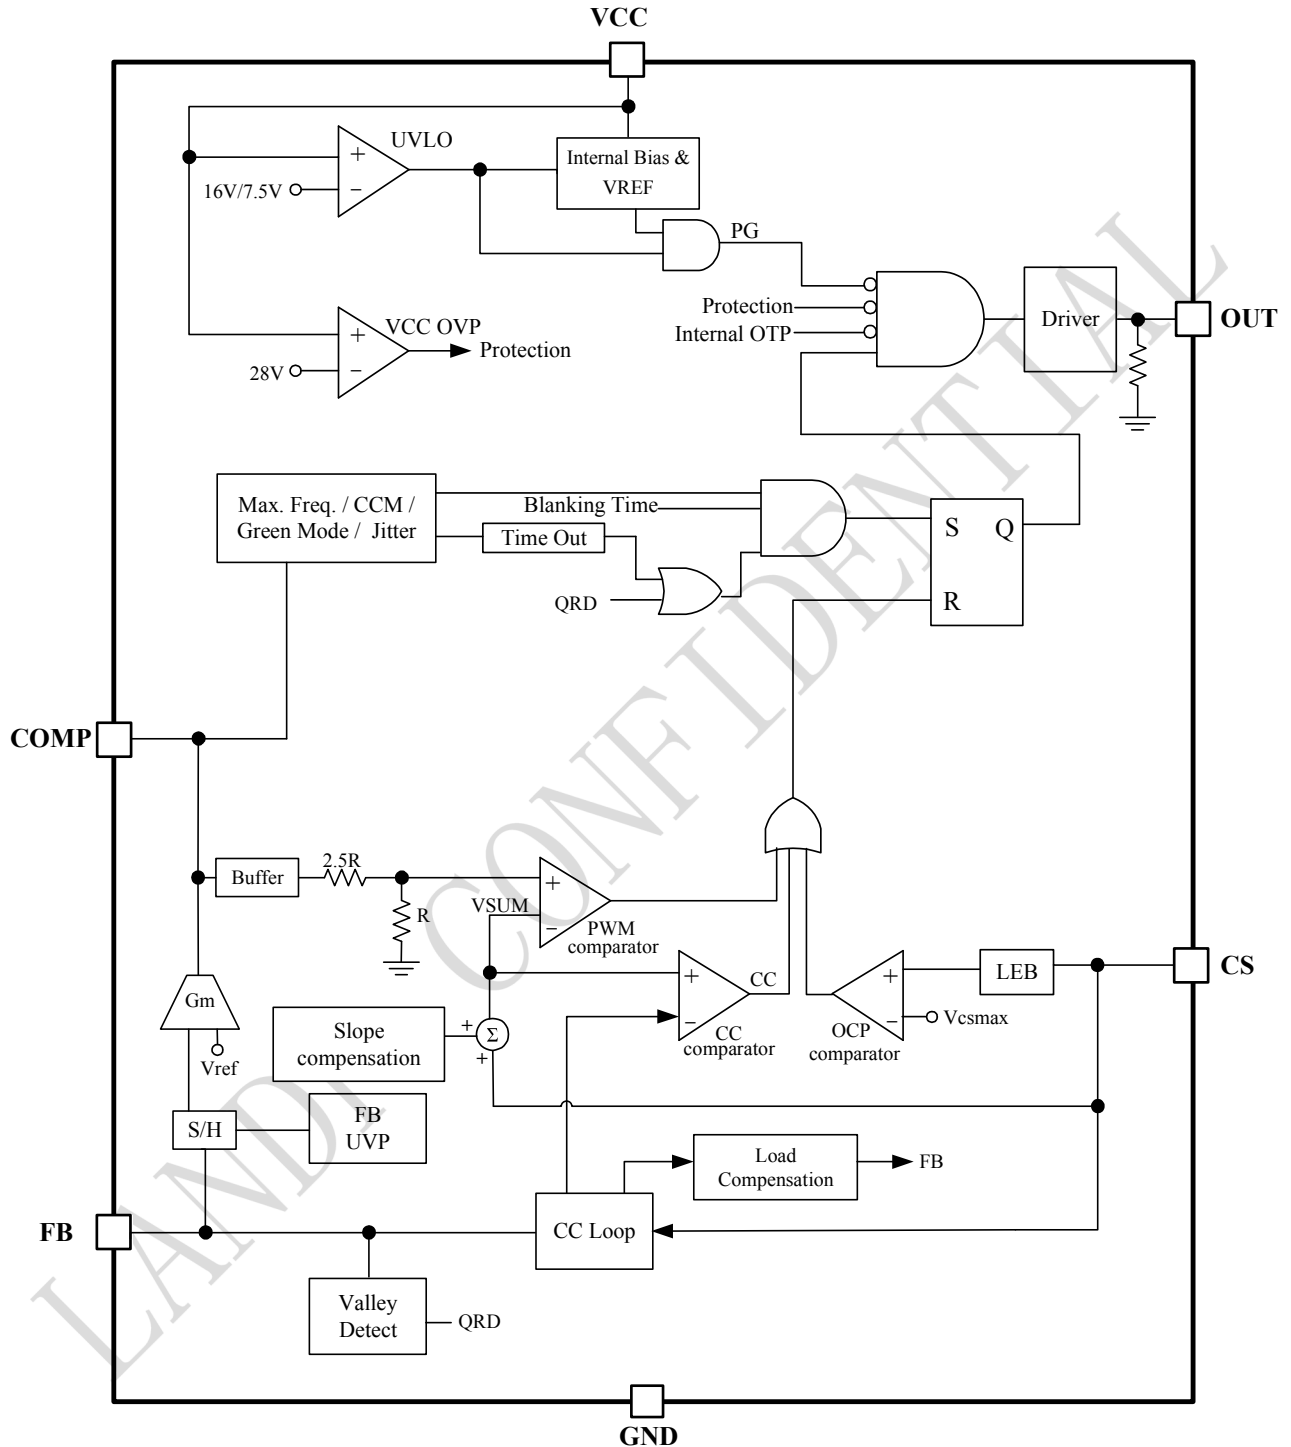 VCC
UVLO
+
−
16V/7.5V
Internal Bias &
VREF
PG
VCC OVP
+
−
28V
Protection
Protection
Internal OTP
Driver
OUT
Max. Freq. / CCM /
Green Mode / Jitter
Blanking Time
Time Out
QRD
S
Q
R
COMP
Buffer
2.5R
R
+
VSUM
−
PWM
comparator
Gm
Vref
Slope
compensation
+
Σ
+
+
−
CC
CC
comparator
+
−
OCP
comparator
LEB
Vcsmax
CS
S/H
FB
UVP
Load
Compensation
FB
FB
CC Loop
Valley
Detect
QRD
GND